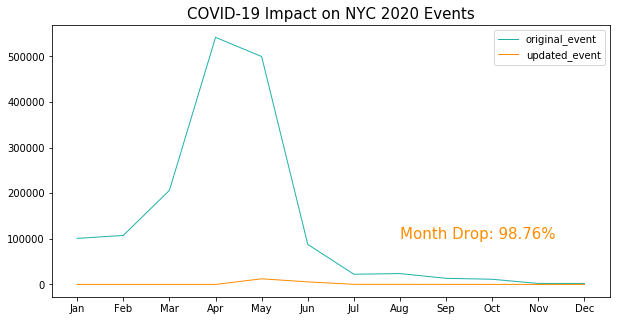 COVID-19 Impact on NYC 2020 Events
original_event
updated_event
500000
400000
300000
200000
100000
0
Month Drop: 98.76%
Jan Feb Mar Apr May Jun Jul Aug Sep Oct Nov Dec